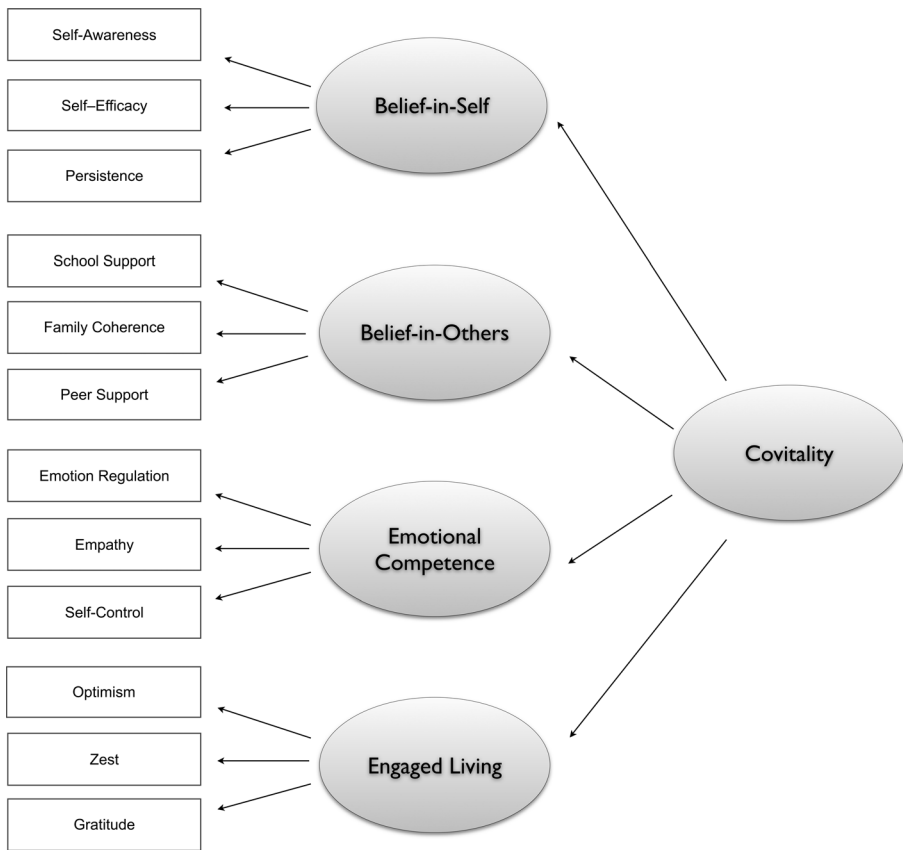 Self-Awareness
Self–Efficacy
Persistence
Belief-in-Self
School Support
Family Coherence
Peer Support
Belief-in-Others
Emotion Regulation
Empathy
Self-Control
Emotional
Competence
Optimism
Zest
Gratitude
Engaged Living
Covitality